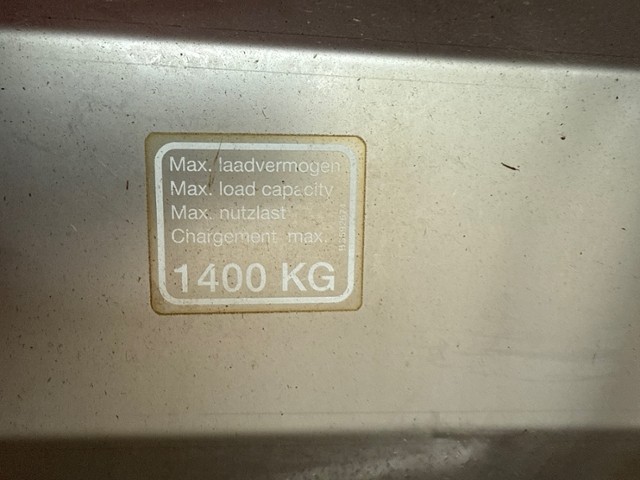 Max. laadvermogen
Max. load capacity
Max. nutzlast
Chargement max.
1400 KG